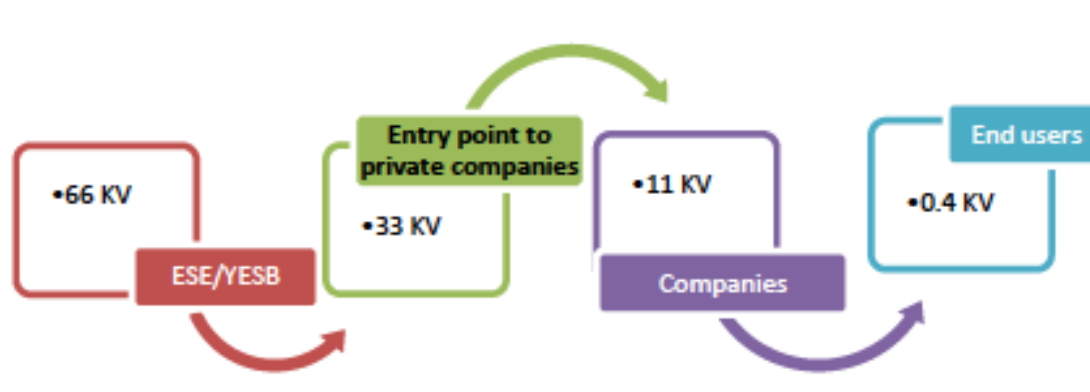 •66 KV
ESE/YESB
Entry point to
private companies
•33 KV
•11 KV
Companies
End users
•0.4 KV